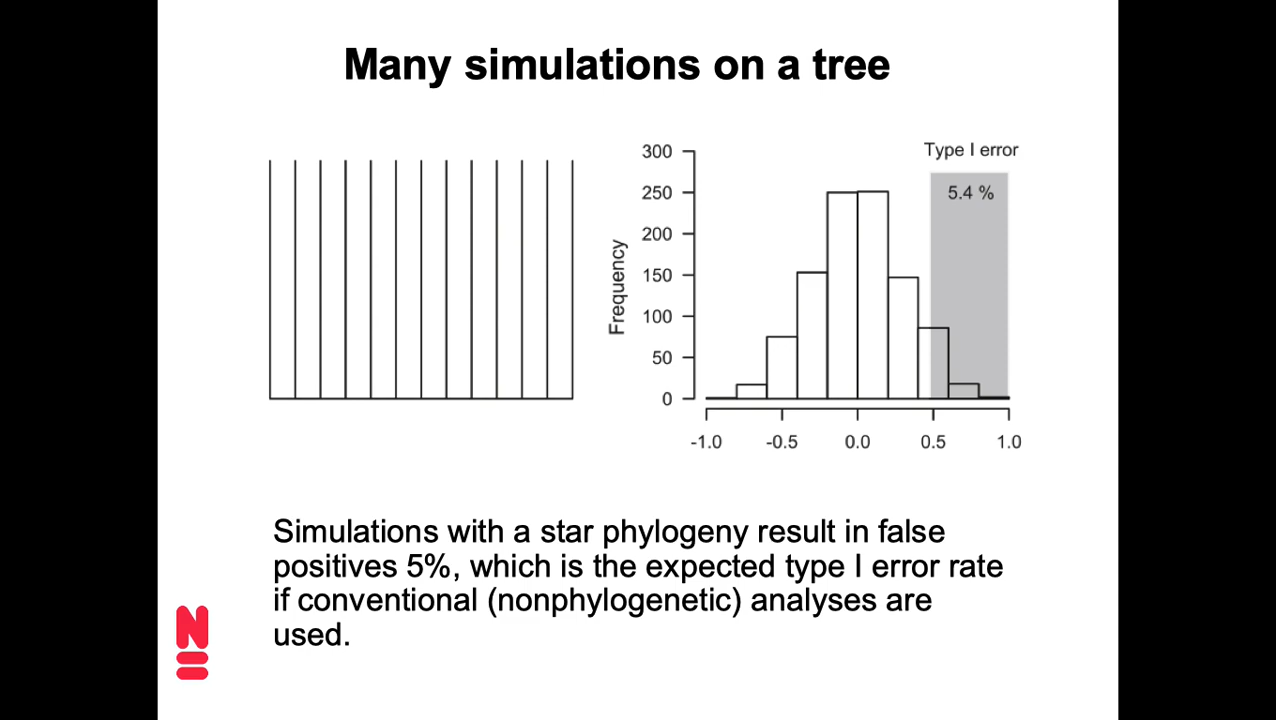 Many simulations on a tree
300
250
200
150
100
50
0
Frequency
Type I error
5.4 %
-1.0
-0.5
0.0
0.5
1.0
Simulations with a star phylogeny result in false
positives 5%, which is the expected type I error rate
if conventional (nonphylogenetic) analyses are
used.
N